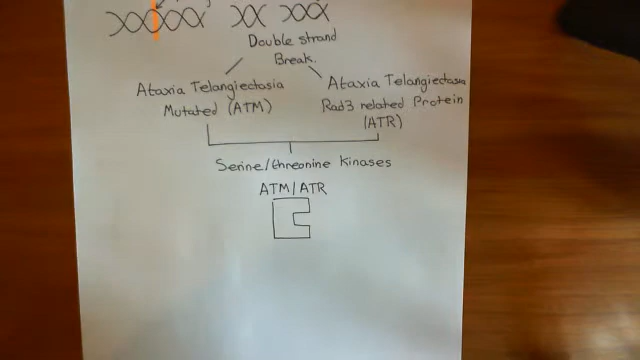 Double strand
Break.
Ataxia Telangiectasia
Mutated (ATM)
Ataxia Telangiectasia
Rad3 related Protein
(ATR)
Serine/threonine Kinases
ATM/ATR